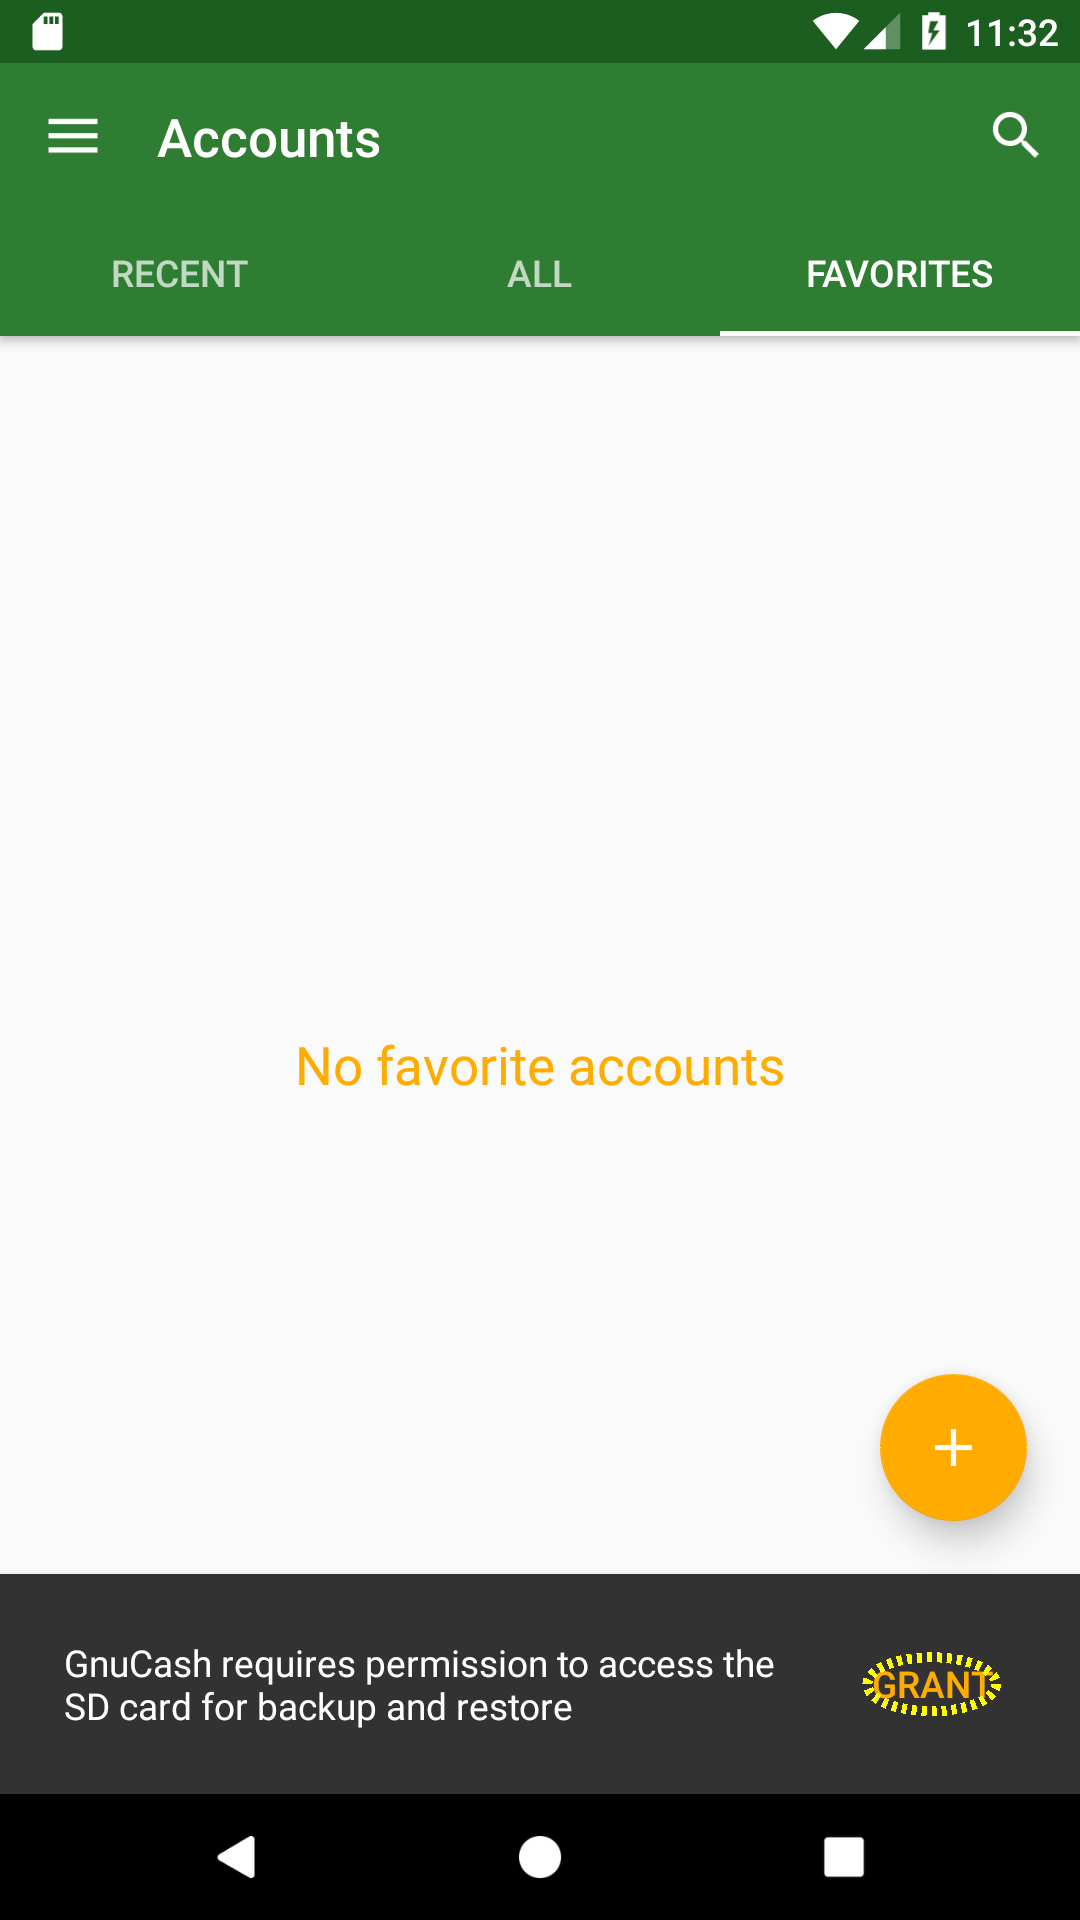 11:32
Accounts
RECENT ALL FAVORITES
No favorite accounts
GnuCash requires permission to access the
SD card for backup and restore
GRANT